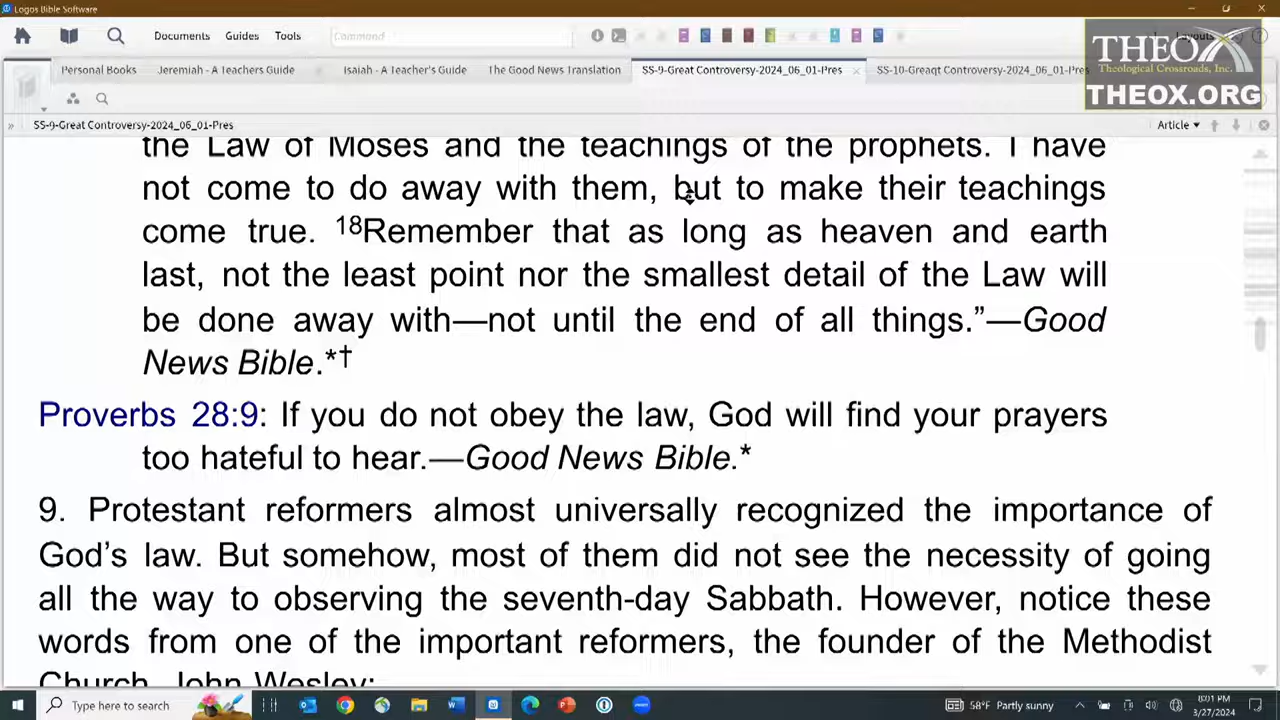 Logos Bible Software
Documents Guides Tools Command
THEOX
Theological Crossroads, Inc.
THEOX.ORG
Personal Books Jeremiah - A Teachers Guide The Good News Translation SS-9-Great Controversy-2024_06_01-Pres SS-10-Greaqt Controversy-2024_06_01-Pres
SS-9-Great Controversy-2024_06_01-Pres Article
the Law of Moses and the teachings of the prophets. I have
not come to do away with them, but to make their teachings
come true. 18Remember that as long as heaven and earth
last, not the least point nor the smallest detail of the Law will
be done away with—not until the end of all things.”—Good
News Bible.*†
Proverbs 28:9: If you do not obey the law, God will find your prayers
too hateful to hear.—Good News Bible.*
9. Protestant reformers almost universally recognized the importance of
God’s law. But somehow, most of them did not see the necessity of going
all the way to observing the seventh-day Sabbath. However, notice these
words from one of the important reformers, the founder of the Methodist
Church, John Wesley:
Type here to search 58°F Partly sunny 8:01 PM
3/27/2024